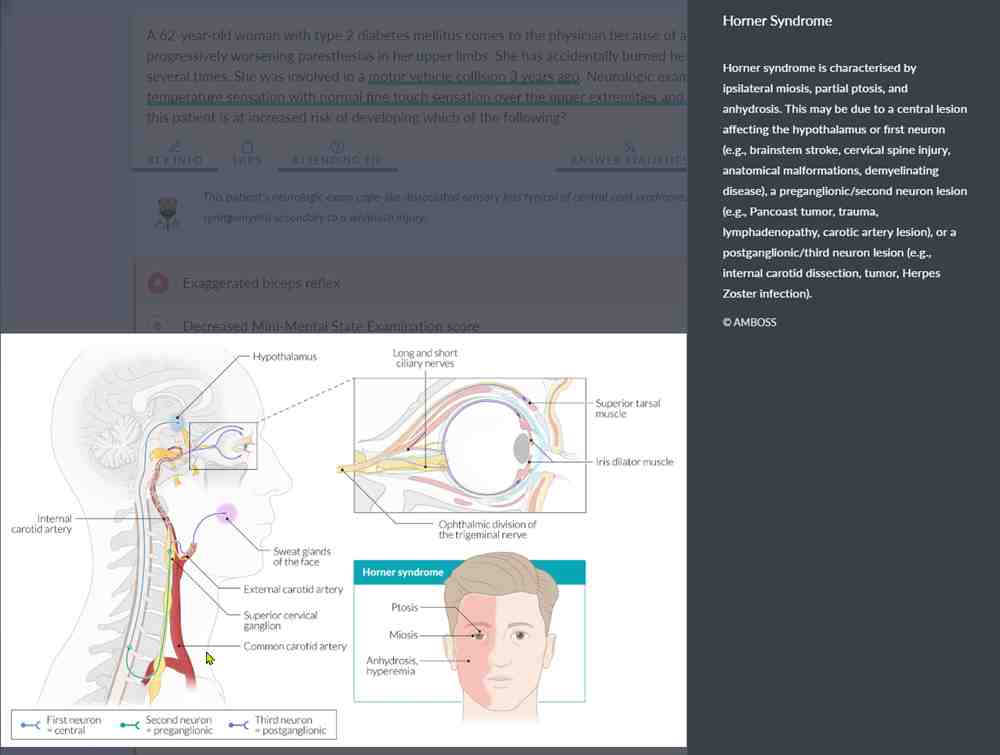 A 62-year-old woman with type 2 diabetes mellitus comes to the physician because of a
progressively worsening paresthesias in her upper limbs. She has accidentally burned he
several times. She was involved in a motor vehicle collision 3 years ago. Neurologic exam
temperature sensation with normal fine touch sensation over the upper extremities and
this patient is at increased risk of developing which of the following?
KEY INFO
LABS
ATTENDING TIP
ANSWER STATISTICS
This patient's neurologic exam cape-like dissociated sensory loss typical of central cord syndrome,
syringomyelia secondary to a whiplash injury.
Exaggerated biceps reflex
Decreased Mini-Mental State Examination score
Horner Syndrome
Horner syndrome is characterised by
ipsilateral miosis, partial ptosis, and
anhydrosis. This may be due to a central lesion
affecting the hypothalamus or first neuron
(e.g., brainstem stroke, cervical spine injury,
anatomical malformations, demyelinating
disease), a preganglionic/second neuron lesion
(e.g., Pancoast tumor, trauma,
lymphadenopathy, carotic artery lesion), or a
postganglionic/third neuron lesion (e.g.,
internal carotid dissection, tumor, Herpes
Zoster infection).
© AMBOSS
Hypothalamus
Internal
carotid artery
Sweat glands
of the face
External carotid artery
Superior cervical
ganglion
Common carotid artery
Long and short
ciliary nerves
Superior tarsal
muscle
Iris dilator muscle
Ophthalmic division of
the trigeminal nerve
Horner syndrome
Ptosis
Miosis
Anhydrosis,
hyperemia
First neuron
= central
Second neuron
= preganglionic
Third neuron
= postganglionic